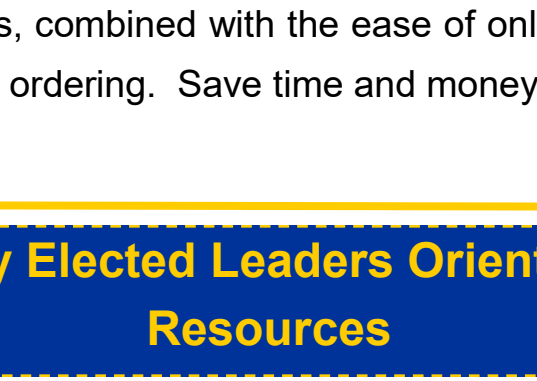 s, combined with the ease of onl
ordering. Save time and money
y Elected Leaders Orient
Resources